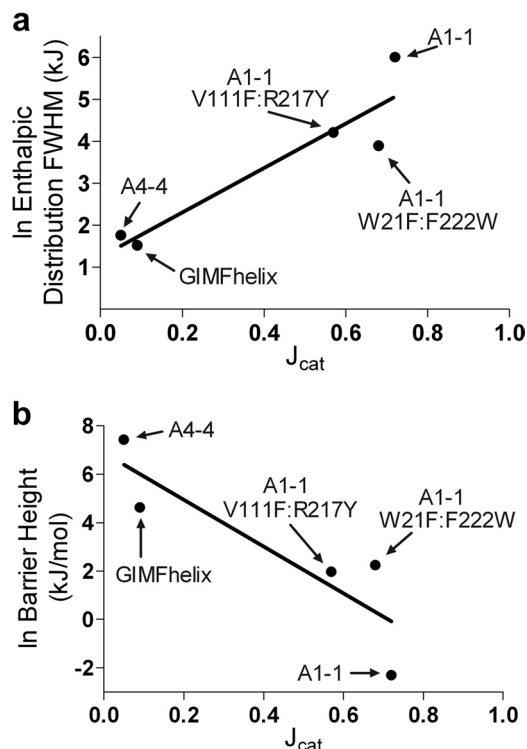 a
ln Enthalpic
Distribution FWHM (kJ)
6
5
4
3
2
1
A1-1
A1-1
V111F:R217Y
A4-4
A1-1
W21F:F222W
GIMFhelix
0.0 0.2 0.4 0.6 0.8 1.0
Jcat
b
ln Barrier Height
(kJ/mol)
8
6
4
2
0
-2
A4-4
A1-1
V111F:R217Y
A1-1
W21F:F222W
GIMFhelix
A1-1
0.0 0.2 0.4 0.6 0.8 1.0
Jcat